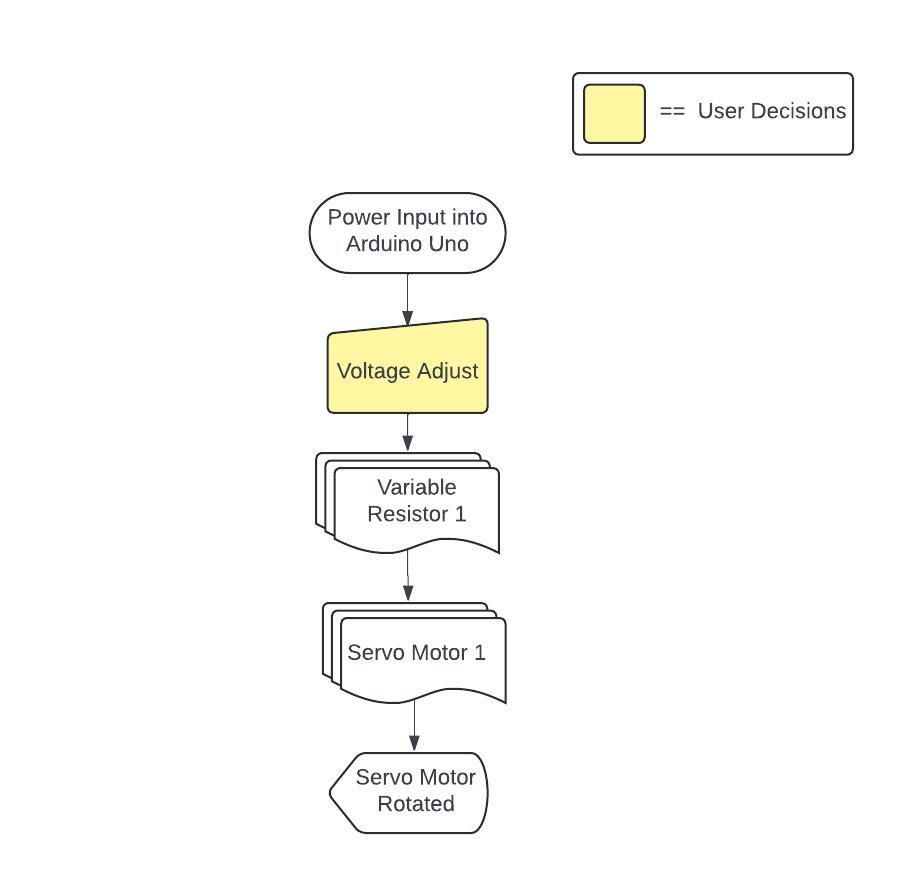 == User Decisions
Power Input into
Arduino Uno
Voltage Adjust
Variable
Resistor 1
Servo Motor 1
Servo Motor
Rotated